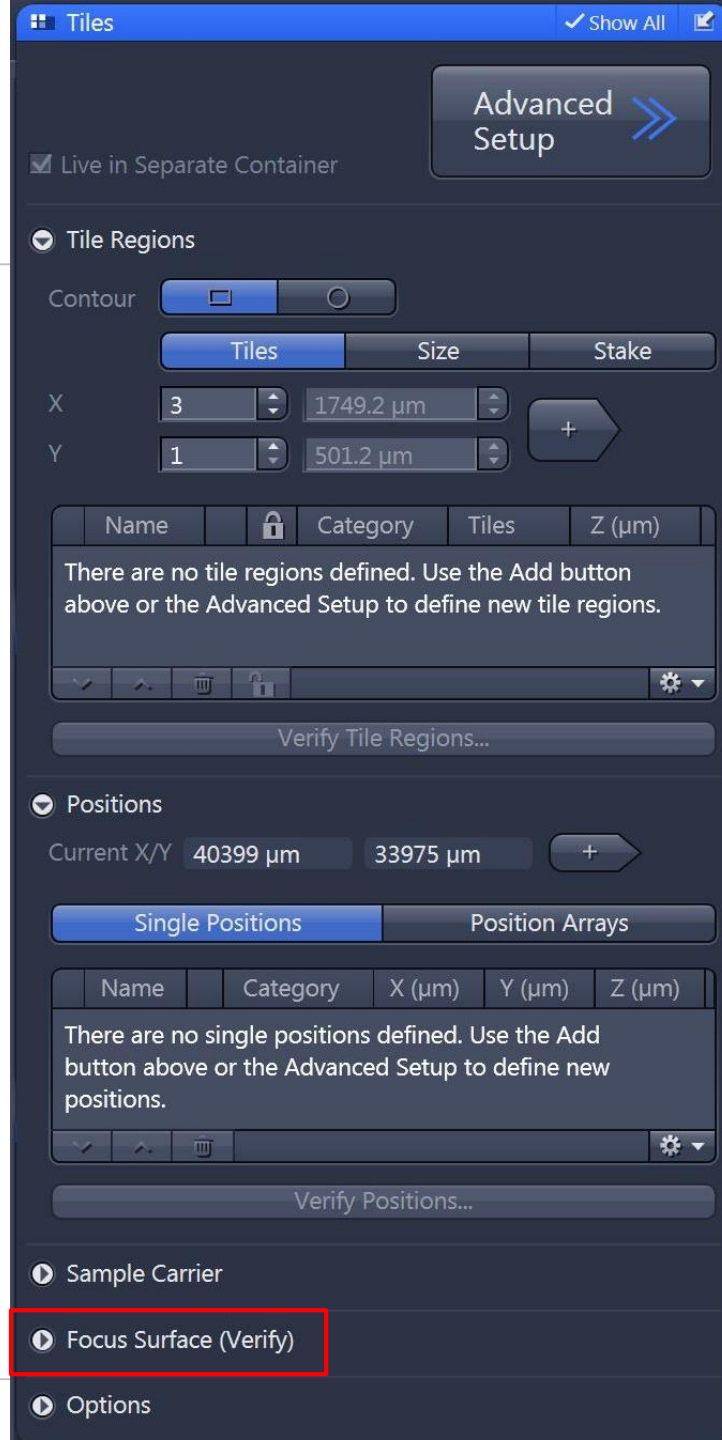 Tiles
Show All
Advanced
Setup
Live in Separate Container
Tile Regions
Contour
Tiles Size Stake
X 3 1749.2 µm
+
Y 1 501.2 µm
Name Category Tiles Z (µm)
There are no tile regions defined. Use the Add button
above or the Advanced Setup to define new tile regions.
Verify Tile Regions...
Positions
Current X/Y 40399 µm 33975 µm +
Single Positions Position Arrays
Name Category X (µm) Y (µm) Z (µm)
There are no single positions defined. Use the Add
button above or the Advanced Setup to define new
positions.
Verify Positions...
Sample Carrier
Focus Surface (Verify)
Options